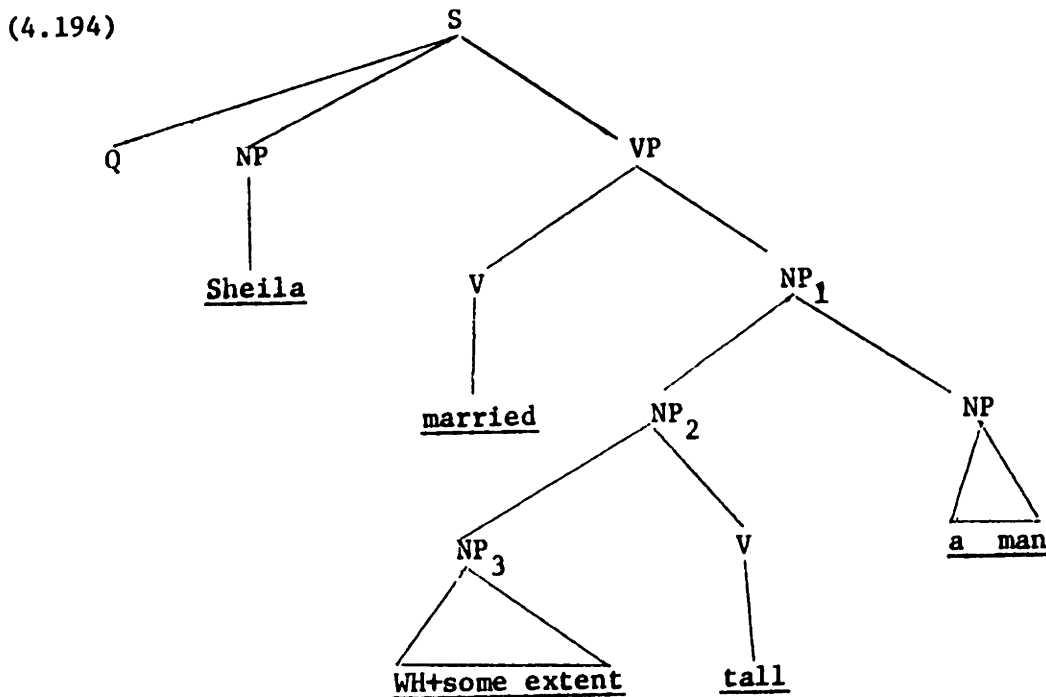 (4.194)
S
Q NP VP
Sheila V NP1
married NP2 NP
NP3 V a man
WH+some extent tall